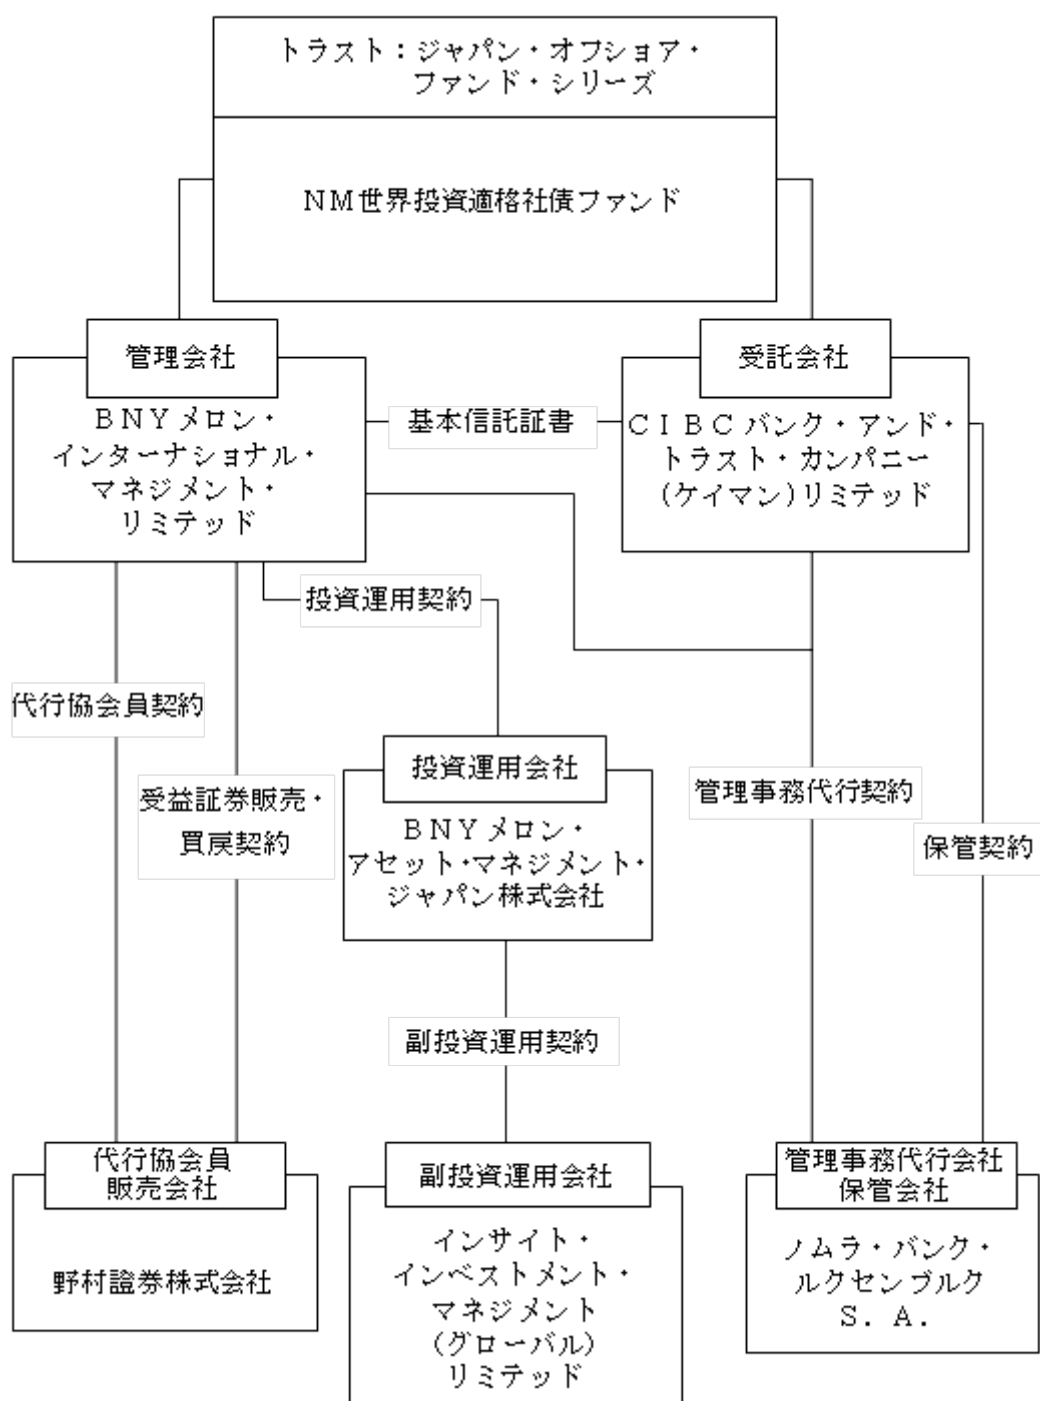 トラスト：ジャパン・オフショア・
ファンド・シリーズ
ＮＭ世界投資適格社債ファンド
管理会社
ＢＮＹメロン・
インターナショナル・
マネジメント・
リミテッド
基本信託証書
受託会社
ＣＩＢＣバンク・アンド・
トラスト・カンパニー
(ケイマン)リミテッド
投資運用契約
代行協会員契約
受益証券販売・
買戻契約
投資運用会社
ＢＮＹメロン・
アセット・マネジメント・
ジャパン株式会社
管理事務代行契約
保管契約
副投資運用契約
代行協会員
販売会社
野村證券株式会社
副投資運用会社
インサイト・
インベストメント・
マネジメント
(グローバル)
リミテッド
管理事務代行会社
保管会社
ノムラ・バンク・
ルクセンブルク
Ｓ．Ａ．